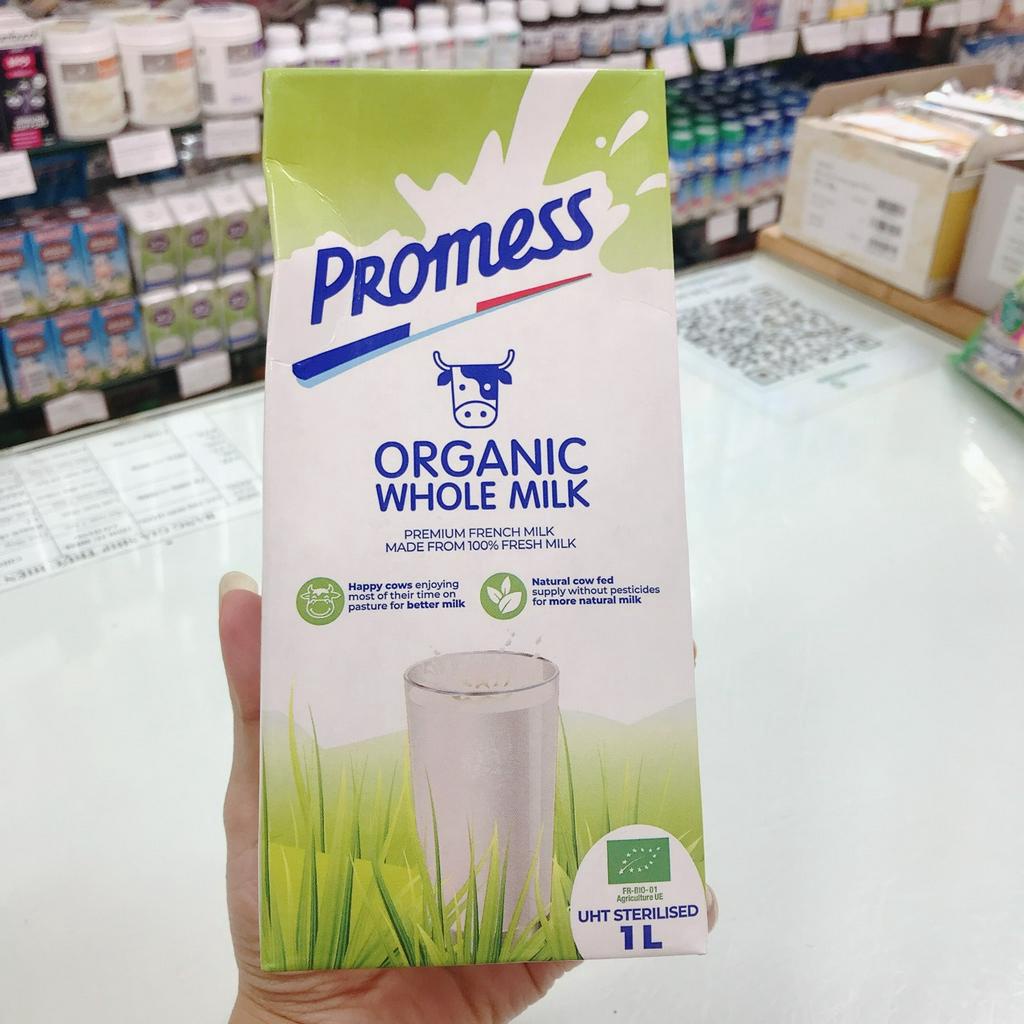 Promess
ORGANIC
WHOLE MILK
PREMIUM FRENCH MILK
MADE FROM 100% FRESH MILK
Happy cows enjoying
most of their time on
pasture for better milk
Natural cow fed
supply without pesticides
for more natural milk
FR-BIO-01
Agriculture UE
UHT STERILISED
1 L